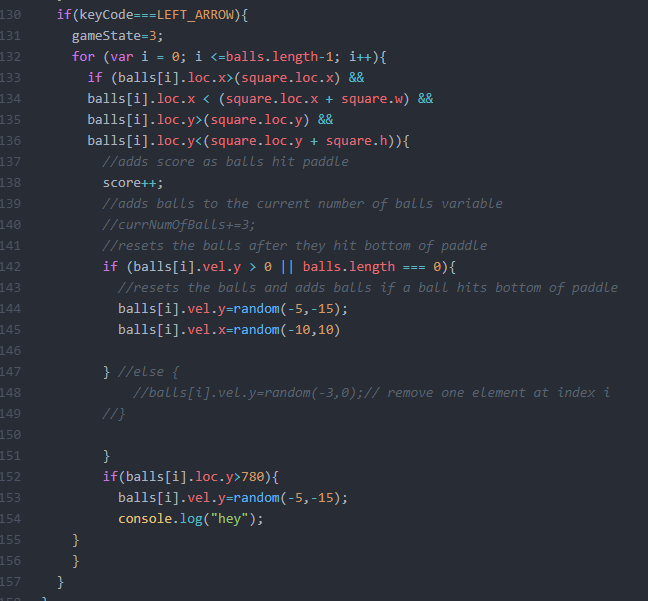 130 if(keyCode===LEFT_ARROW){
131 gameState=3;
132 for (var i = 0; i <=balls.length-1; i++){
133 if (balls[i].loc.x>(square.loc.x) &&
134 balls[i].loc.x < (square.loc.x + square.w) &&
135 balls[i].loc.y>(square.loc.y) &&
136 balls[i].loc.y<(square.loc.y + square.h)){
137 //adds score as balls hit paddle
138 score++;
139 //adds balls to the current number of balls variable
140 //currNumOfBalls+=3;
141 //resets the balls after they hit bottom of paddle
142 if (balls[i].vel.y > 0 || balls.length === 0){
143 //resets the balls and adds balls if a ball hits bottom of paddle
144 balls[i].vel.y=random(-5,-15);
145 balls[i].vel.x=random(-10,10)
146
147 } //else {
148 //balls[i].vel.y=random(-3,0);// remove one element at index i
149 //}
150
151 }
152 if(balls[i].loc.y>780){
153 balls[i].vel.y=random(-5,-15);
154 console.log("hey");
155 }
156 }
157 }